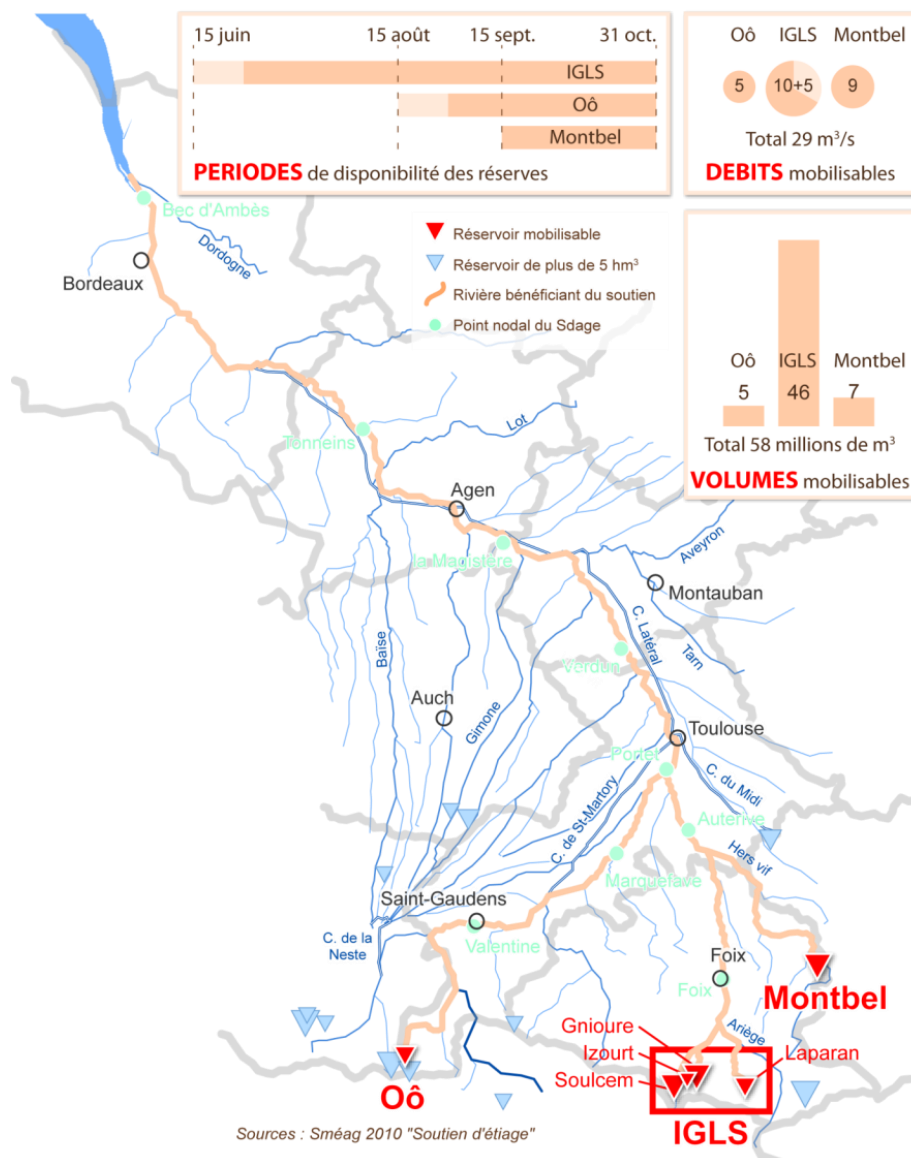 15 juin 15 août 15 sept. 31 oct.
IGLS
Oô
Montbel
PERIODES de disponibilité des réserves
Oô IGLS Montbel
5 10+5 9
Total 29 m³/s
DEBITS mobilisables
Réservoir mobilisable
Réservoir de plus de 5 hm³
Rivière bénéficiant du soutien
Point nodal du Sdage
Oô IGLS Montbel
5 46 7
Total 58 millions de m³
VOLUMES mobilisables
Bec d'Ambès
Dordogne
Bordeaux
Tonneins
Lot
Agen
la Magistère
Aveyron
Montauban
C. Latéral
Tarn
Baïse
Verdun
Auch
Gimone
Toulouse
Portet
C. du Midi
C. de St-Martory
Auterive
Hers vif
Marquefave
Saint-Gaudens
Valentine
C. de la
Neste
Foix
Foix
Montbel
Ariège
Gnioure
Izourt
Laparan
Soulcem
Oô
IGLS
Sources : Sméag 2010 "Soutien d'étiage"